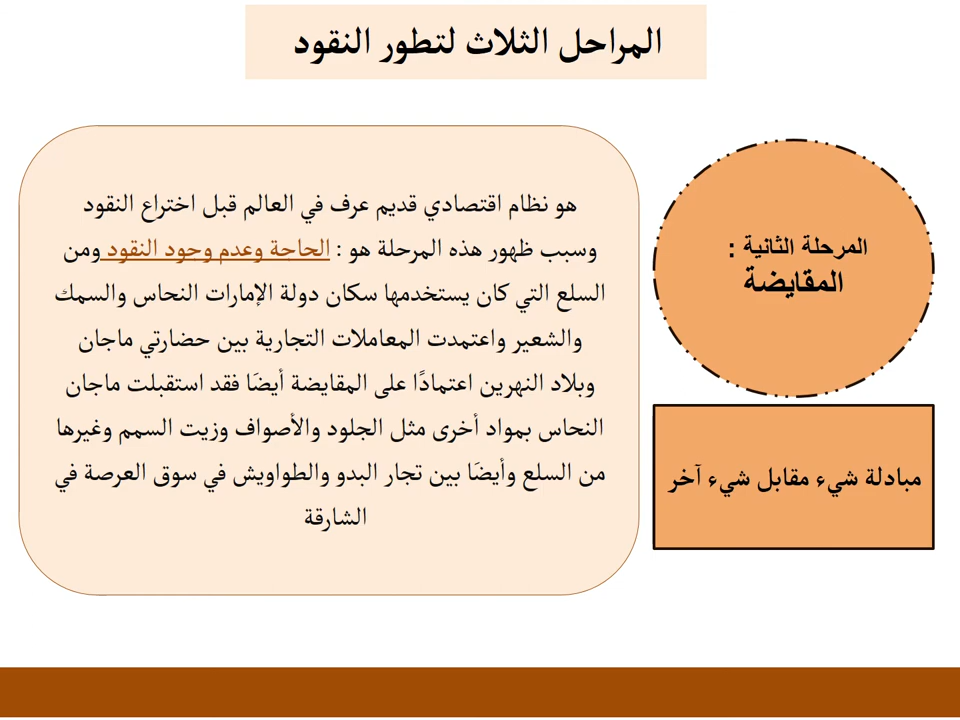 المراحل الثلاث لتطور النقود
المرحلة الثانية :
المقايضة
مبادلة شيء مقابل شيء آخر
هو نظام اقتصادي قديم عرف في العالم قبل اختراع النقود
وسبب ظهور هذه المرحلة هو : الحاجة وعدم وجود النقود ومن
السلع التي كان يستخدمها سكان دولة الإمارات النحاس والسمك
والشعير واعتمدت المعاملات التجارية بين حضارتي ماجان
وبلاد النهرين اعتمادًا على المقايضة أيضَا فقد استقبلت ماجان
النحاس بمواد أخرى مثل الجلود والأصواف وزيت السمم وغيرها
من السلع وأيضَا بين تجار البدو والطواويش في سوق العرصة في
الشارقة